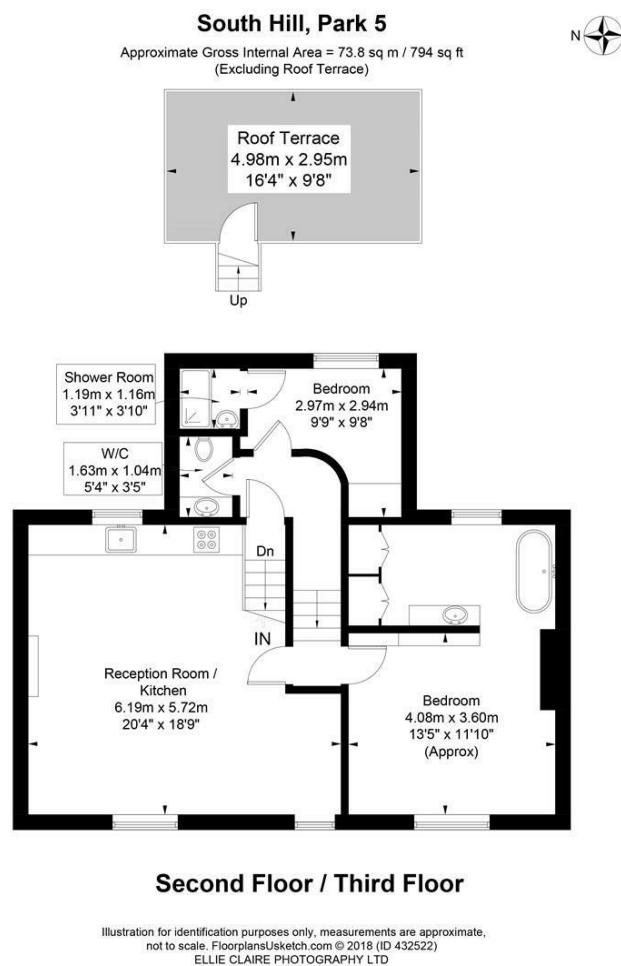 South Hill, Park 5
Approximate Gross Internal Area = 73.8 sq m / 794 sq ft
(Excluding Roof Terrace)
N
Roof Terrace
4.98m x 2.95m
16'4" x 9'8"
Up
Shower Room
1.19m x 1.16m
3'11" x 3'10"
Bedroom
2.97m x 2.94m
9'9" x 9'8"
W/C
1.63m x 1.04m
5'4" x 3'5"
Dn
IN
Reception Room /
Kitchen
6.19m x 5.72m
20'4" x 18'9"
Bedroom
4.08m x 3.60m
13'5" x 11'10"
(Approx)
Second Floor / Third Floor
Illustration for identification purposes only, measurements are approximate,
not to scale. FloorplansUsketch.com © 2018 (ID 432522)
ELLIE CLAIRE PHOTOGRAPHY LTD